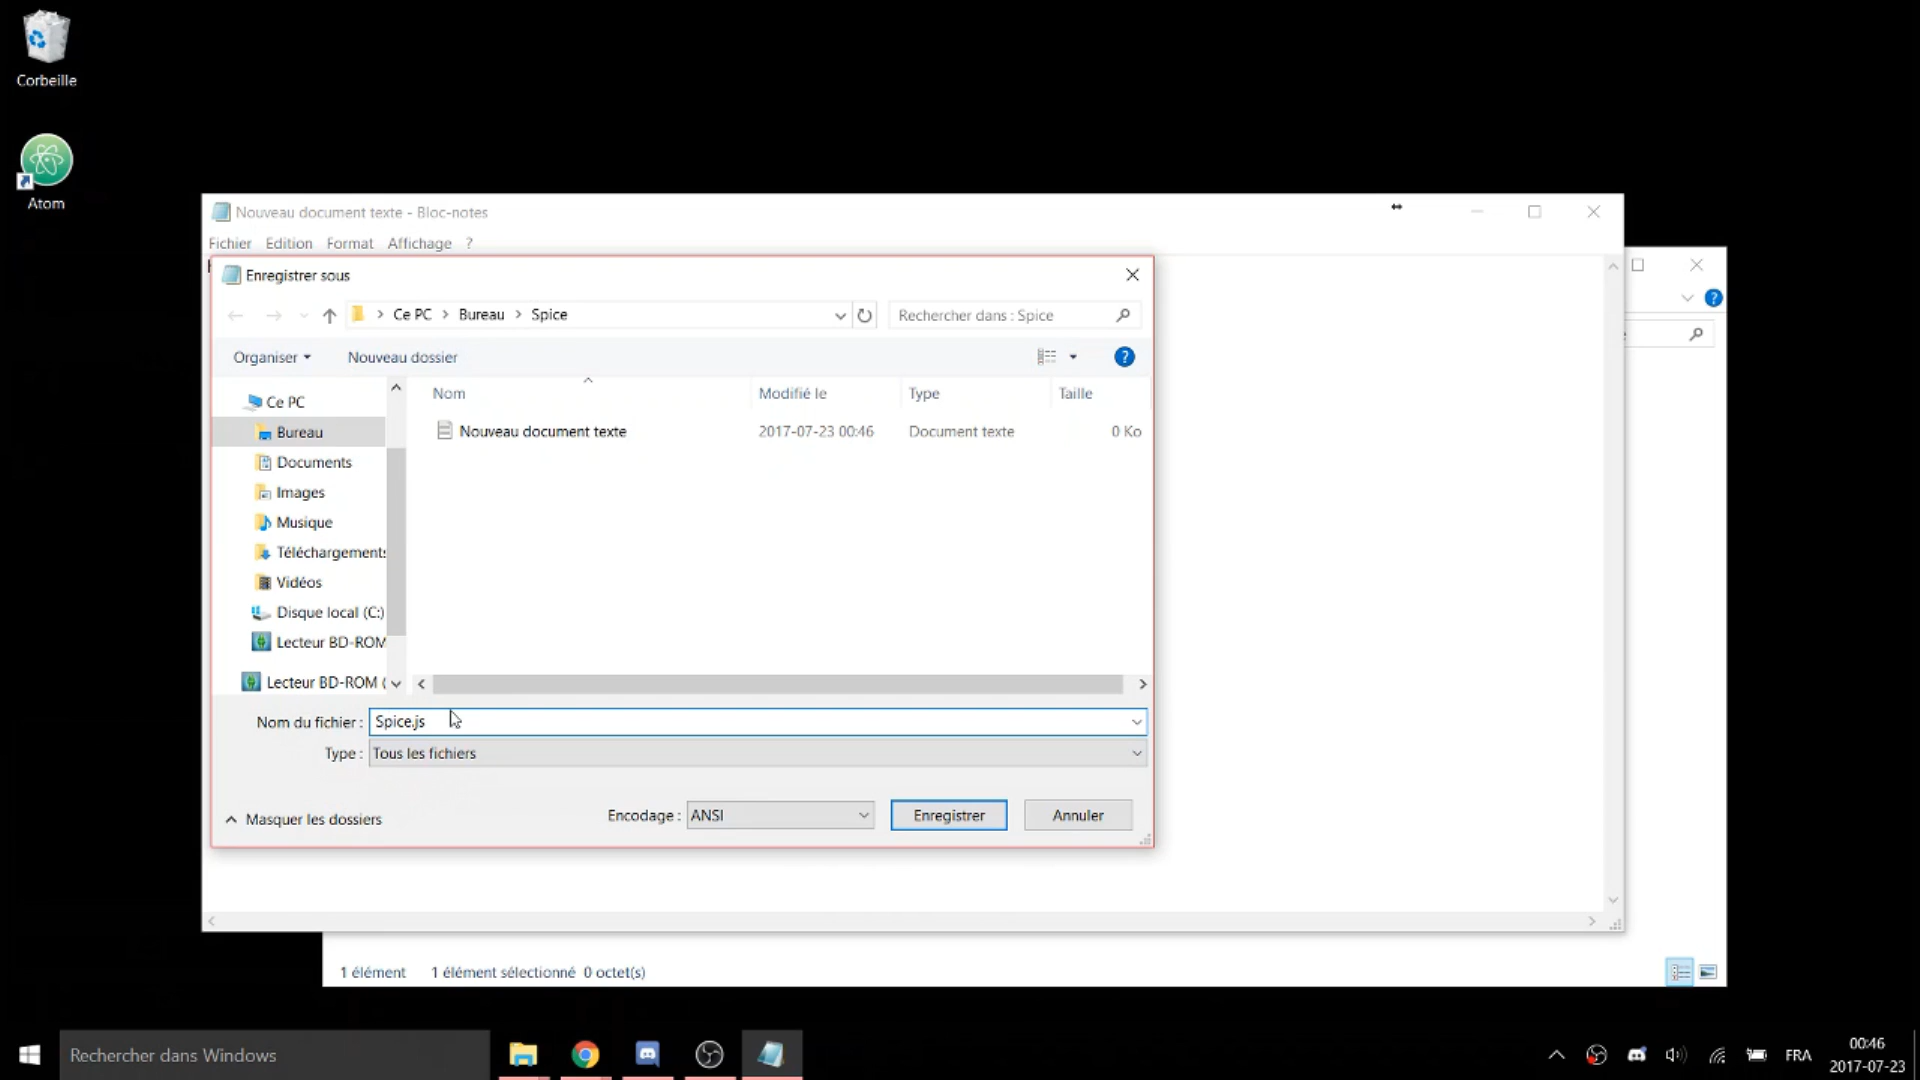 Corbeille
Atom
Nouveau document texte - Bloc-notes
Fichier Edition Format Affichage ?
Enregistrer sous
Ce PC > Bureau > Spice
Rechercher dans : Spice
Organiser
Nouveau dossier
Nom
Modifié le
Type
Taille
Nouveau document texte
2017-07-23 00:46
Document texte
0 Ko
Ce PC
Bureau
Documents
Images
Musique
Téléchargements
Vidéos
Disque local (C:)
Lecteur BD-ROM
Lecteur BD-ROM (
Nom du fichier : Spice.js
Type : Tous les fichiers
Masquer les dossiers
Encodage : ANSI
Enregistrer
Annuler
1 élément 1 élément sélectionné 0 octet(s)
Rechercher dans Windows
FRA
00:46
2017-07-23